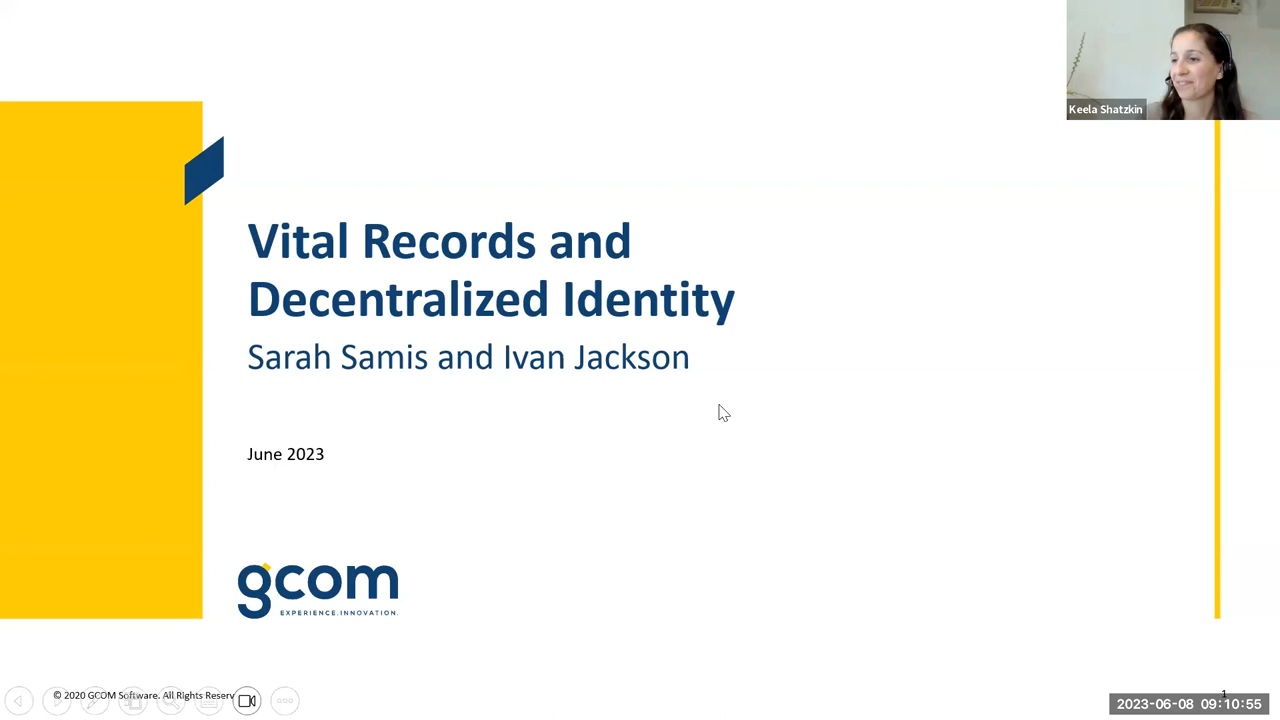 Keela Shatzkin
Vital Records and
Decentralized Identity
Sarah Samis and Ivan Jackson
June 2023
gcom
EXPERIENCE.INNOVATION.
© 2020 GCOM Software. All Rights Reserv
1
2023-06-08 09:10:55